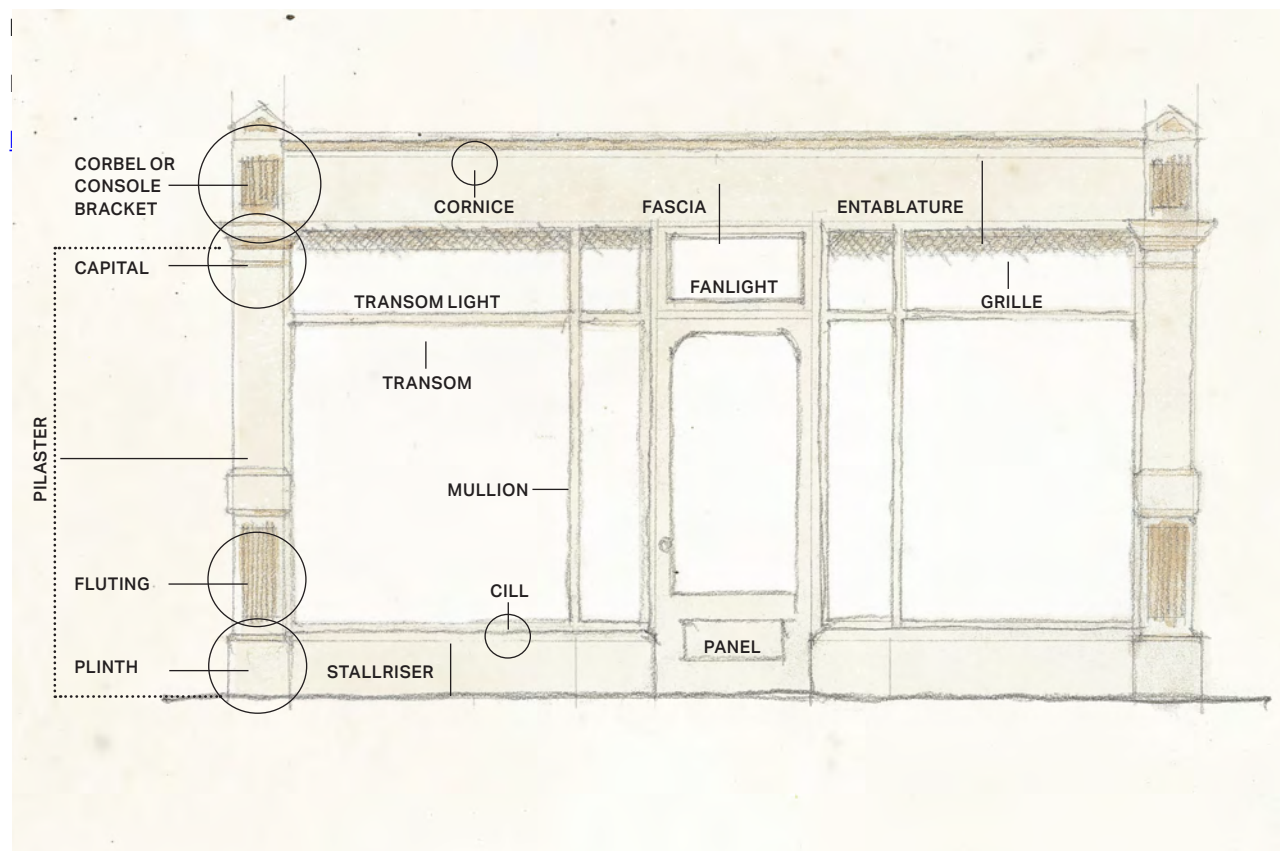 CORBEL OR
CONSOLE
BRACKET
CORNICE
FASCIA
ENTABLATURE
CAPITAL
TRANSOM LIGHT
FANLIGHT
GRILLE
TRANSOM
PILASTER
MULLION
FLUTING
CILL
PLINTH
STALLRISER
PANEL